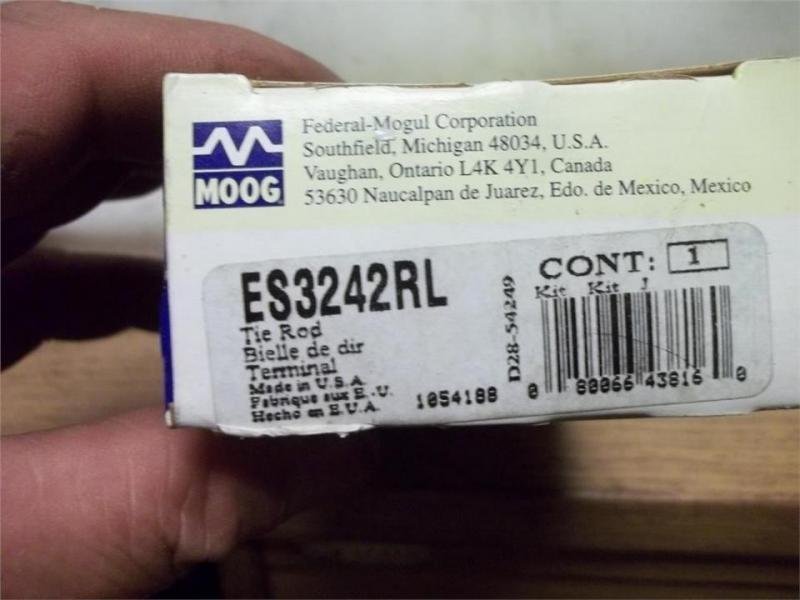 MOOG
Federal-Mogul Corporation
Southfield, Michigan 48034, U.S.A.
Vaughan, Ontario L4K 4Y1, Canada
53630 Naucalpan de Juarez, Edo. de Mexico, Mexico
ES3242RL
Tie Rod
Bielle de dir
Terminal
Made in U.S.A.
Fabrique aux E.-U.
Hecho en E.U.A.
1054188
D28-54249
CONT: 1
Kit Kit J
0 80066 43816 0